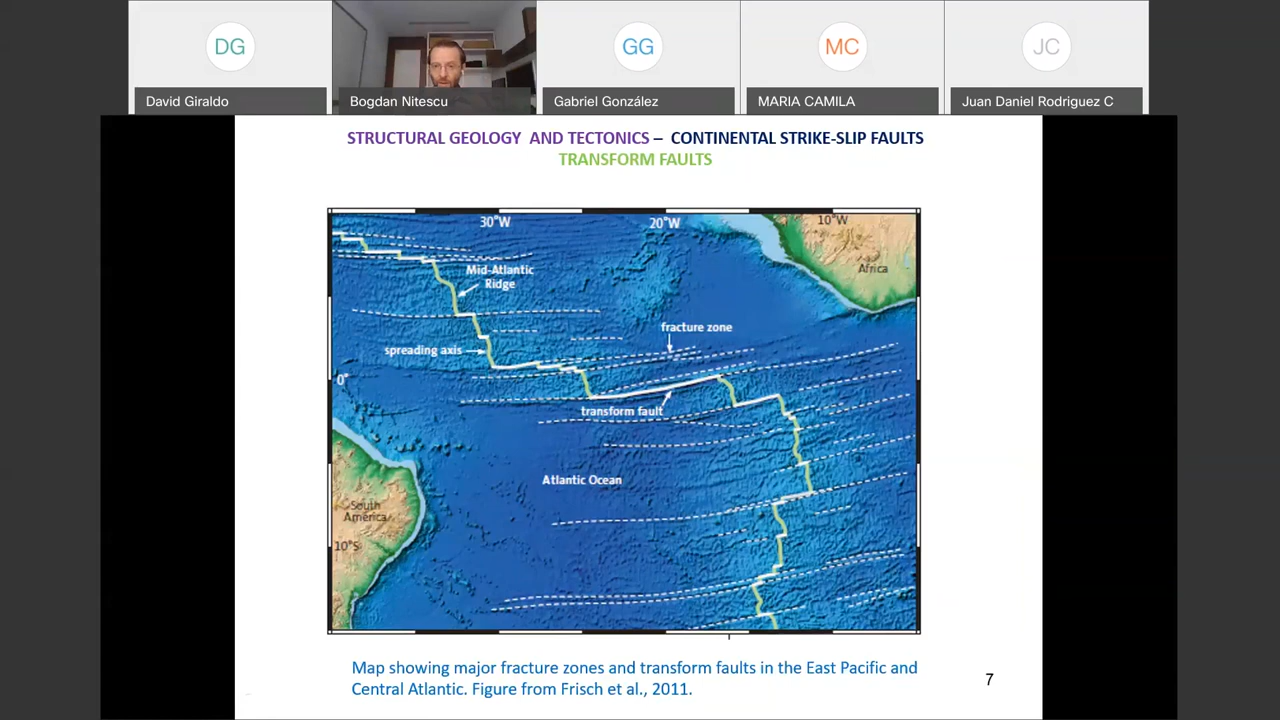 DG
GG
MC
JC
David Giraldo
Bogdan Nitescu
Gabriel González
MARIA CAMILA
Juan Daniel Rodriguez C
STRUCTURAL GEOLOGY AND TECTONICS – CONTINENTAL STRIKE-SLIP FAULTS
TRANSFORM FAULTS
30°W
20°W
10°W
Africa
Mid-Atlantic
Ridge
fracture zone
spreading axis
0°
transform fault
Atlantic Ocean
South
America
10°S
Map showing major fracture zones and transform faults in the East Pacific and
Central Atlantic. Figure from Frisch et al., 2011.
7